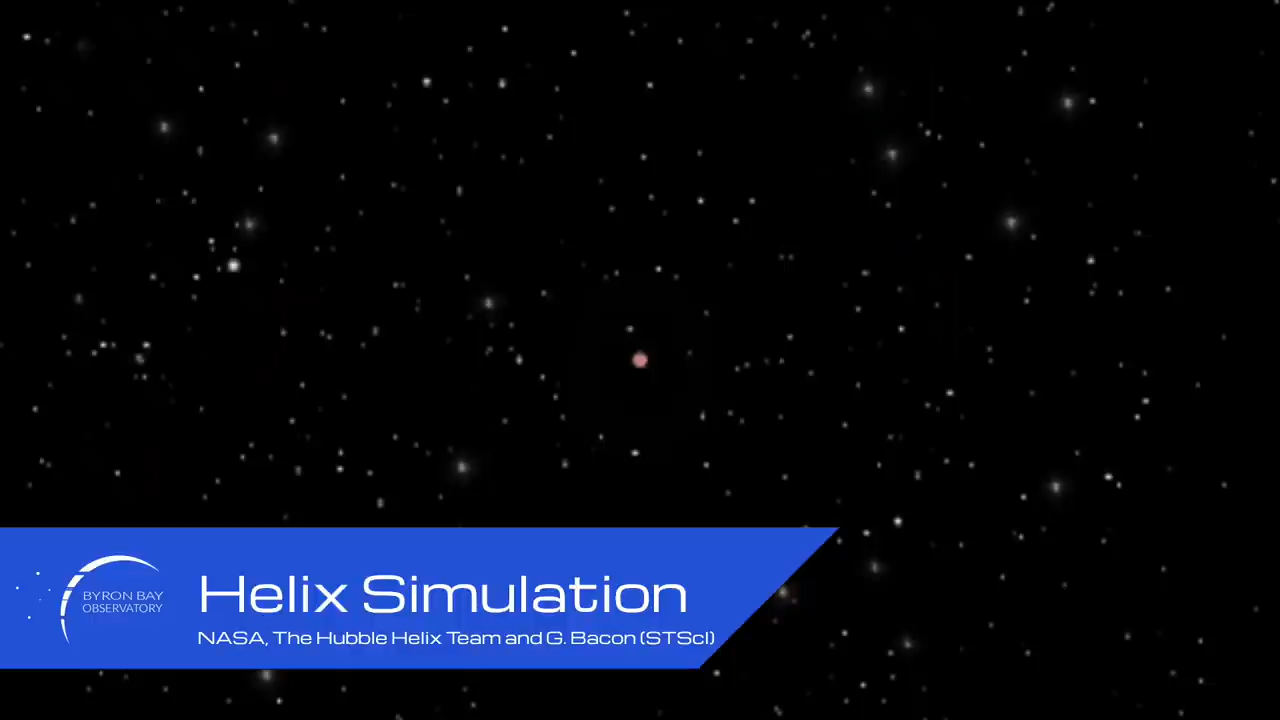 BYRON BAY
OBSERVATORY
Helix Simulation
NASA, The Hubble Helix Team and G. Bacon (STScI)